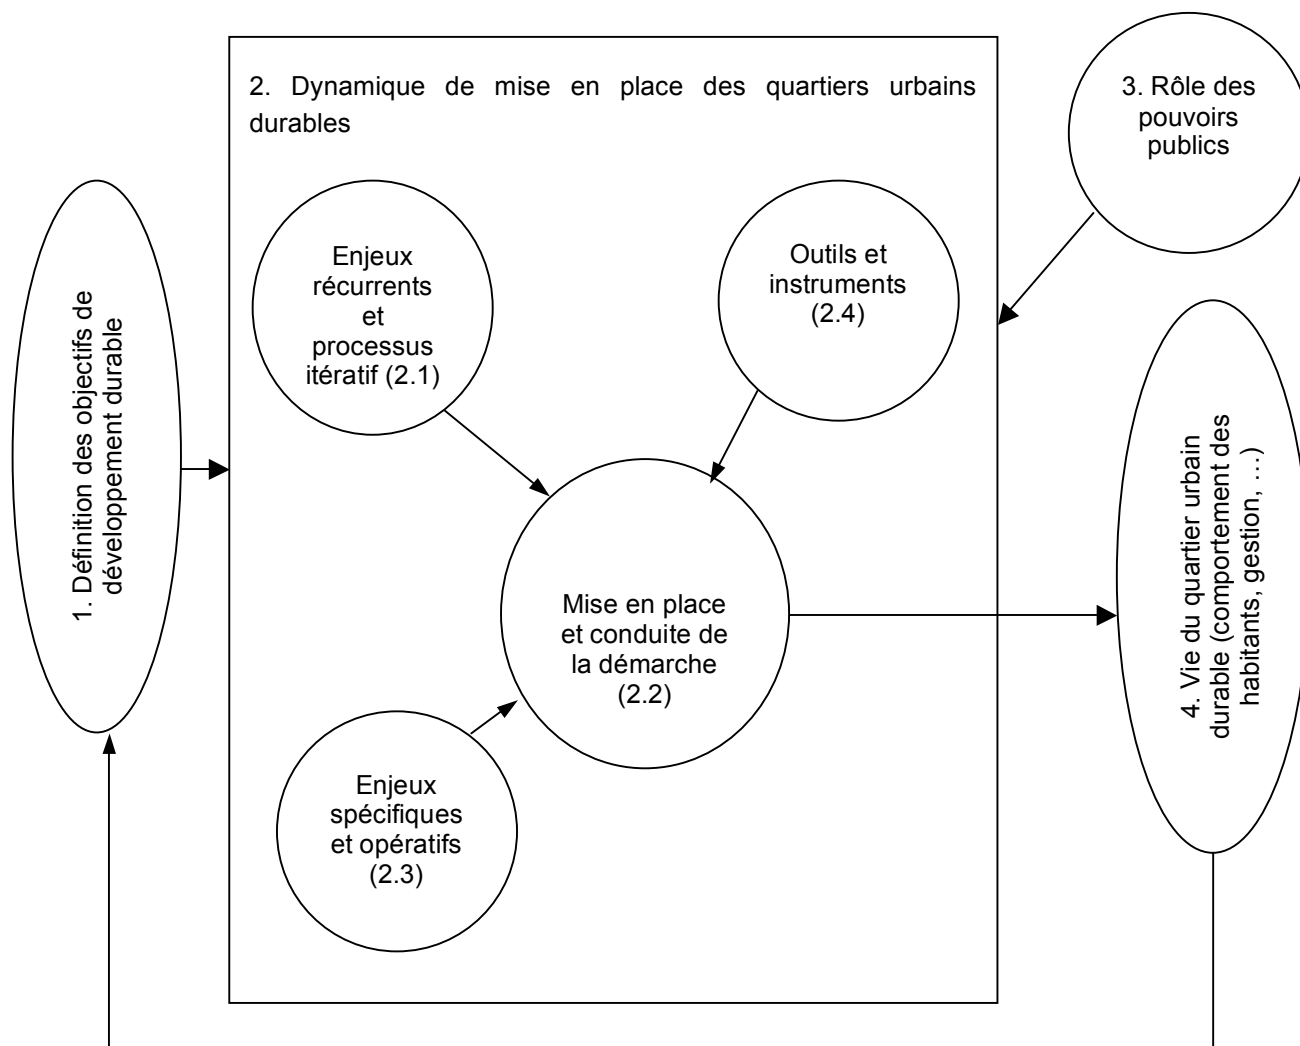 1. Définition des objectifs de
développement durable
2. Dynamique de mise en place des quartiers urbains
durables
Enjeux
récurrents
et
processus
itératif (2.1)
Outils et
instruments
(2.4)
Mise en place
et conduite de
la démarche
(2.2)
Enjeux
spécifiques
et opératifs
(2.3)
3. Rôle des
pouvoirs
publics
4. Vie du quartier urbain
durable (comportement des
habitants, gestion, …)